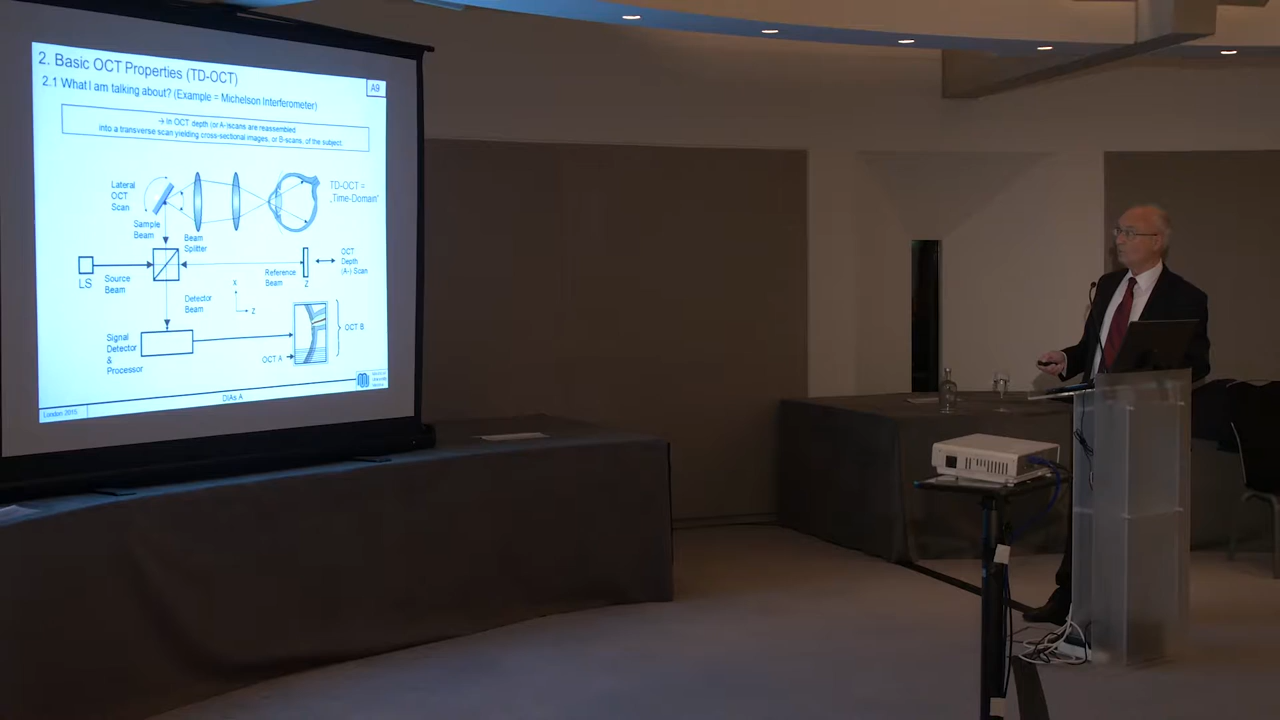 2. Basic OCT Properties (TD-OCT)
2.1 What I am talking about? (Example = Michelson Interferometer)
A9
→ In OCT depth (or A-)scans are reassembled
into a transverse scan yielding cross-sectional images, or B-scans, of the subject.
Lateral
OCT
Scan
TD-OCT =
„Time-Domain“
Sample
Beam
Beam
Splitter
LS
Source
Beam
Reference
Beam
Z
OCT
Depth
(A-) Scan
X
Z
Detector
Beam
Signal
Detector
&
Processor
OCT A
OCT B
London 2015
DIAs A